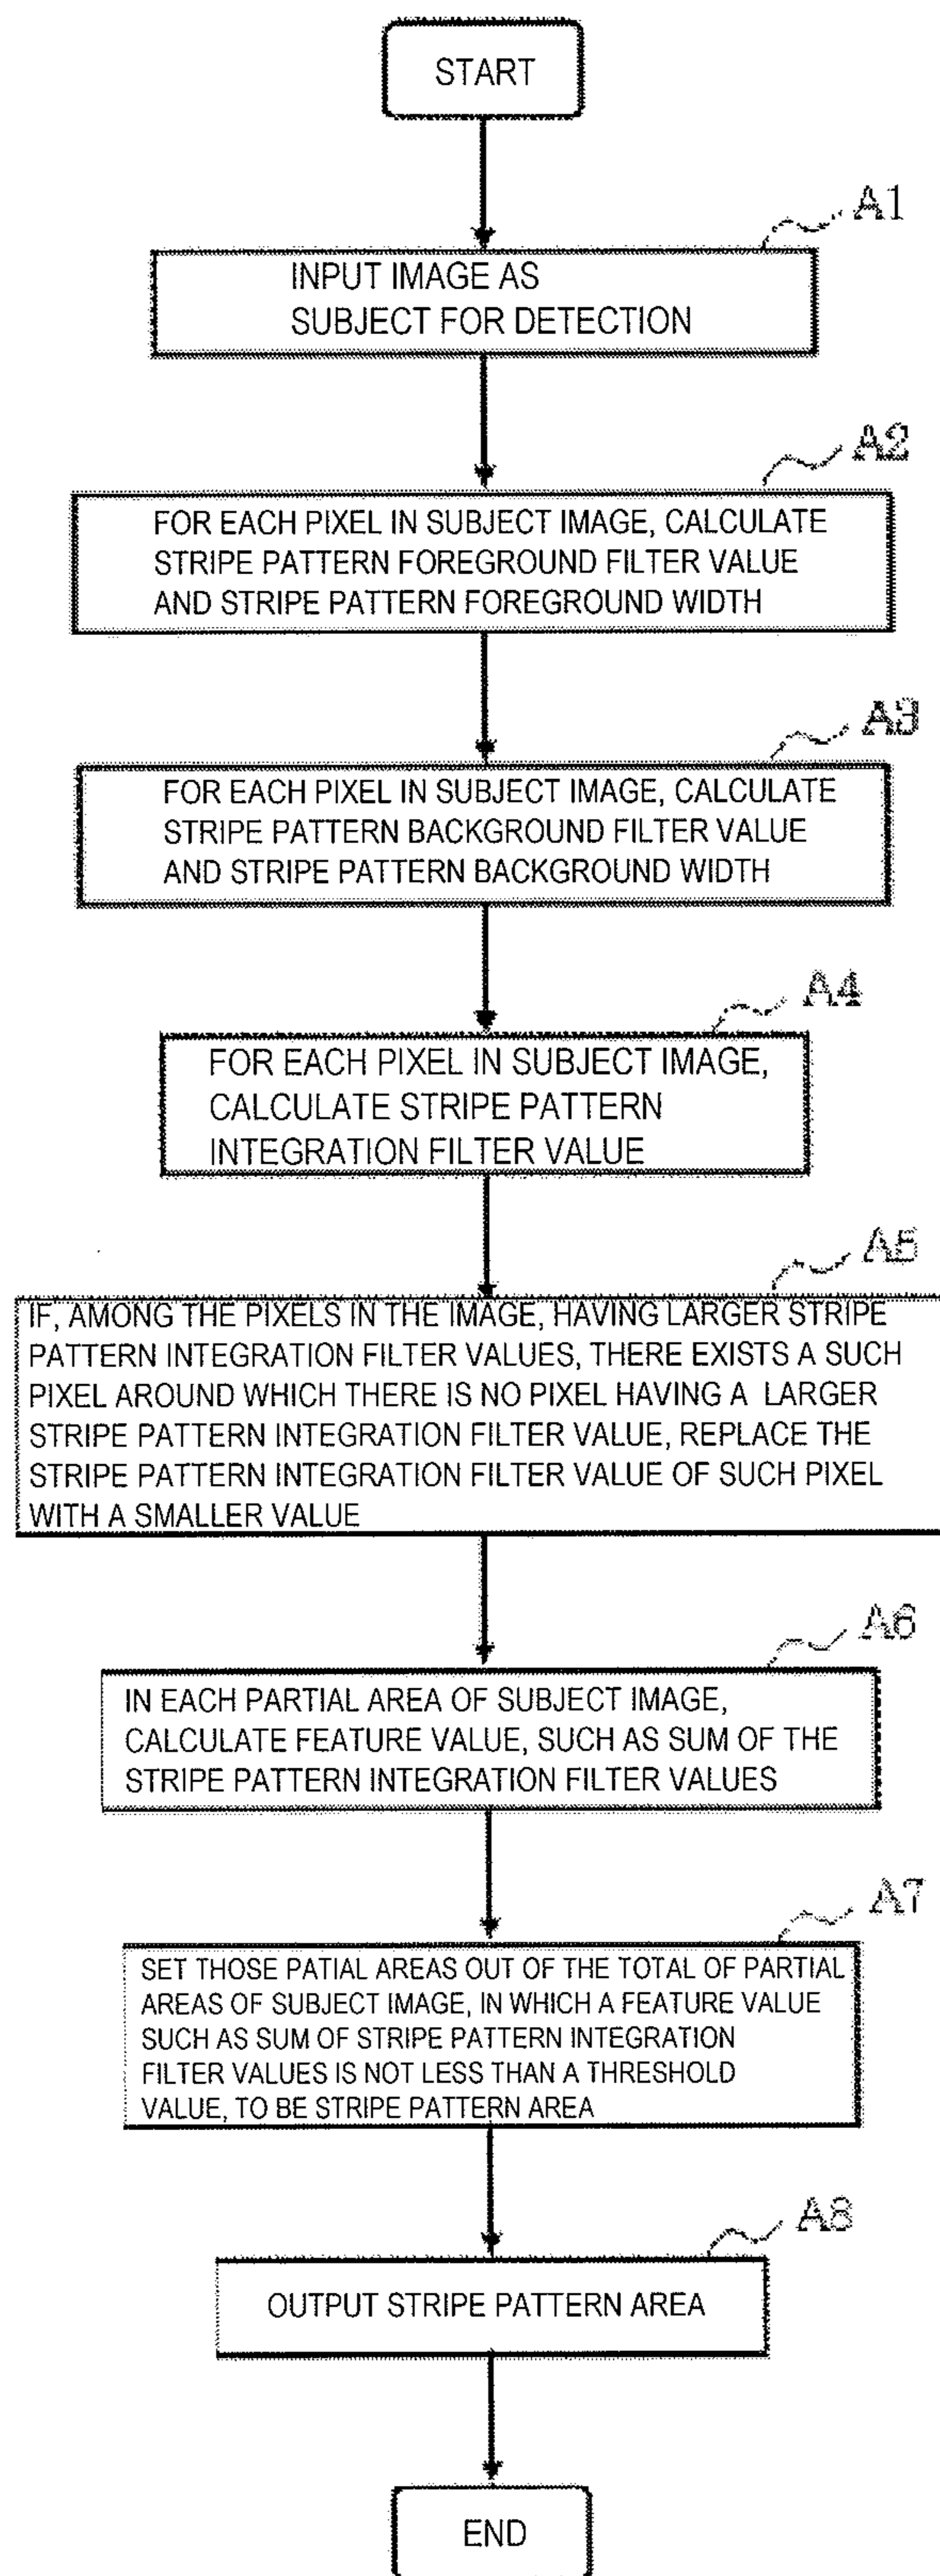 START
A1
INPUT IMAGE AS
SUBJECT FOR DETECTION
A2
FOR EACH PIXEL IN SUBJECT IMAGE, CALCULATE
STRIPE PATTERN FOREGROUND FILTER VALUE
AND STRIPE PATTERN FOREGROUND WIDTH
A3
FOR EACH PIXEL IN SUBJECT IMAGE, CALCULATE
STRIPE PATTERN BACKGROUND FILTER VALUE
AND STRIPE PATTERN BACKGROUND WIDTH
A4
FOR EACH PIXEL IN SUBJECT IMAGE,
CALCULATE STRIPE PATTERN
INTEGRATION FILTER VALUE
A5
IF, AMONG THE PIXELS IN THE IMAGE, HAVING LARGER STRIPE
PATTERN INTEGRATION FILTER VALUES, THERE EXISTS A SUCH
PIXEL AROUND WHICH THERE IS NO PIXEL HAVING A LARGER
STRIPE PATTERN INTEGRATION FILTER VALUE, REPLACE THE
STRIPE PATTERN INTEGRATION FILTER VALUE OF SUCH PIXEL
WITH A SMALLER VALUE
A6
IN EACH PARTIAL AREA OF SUBJECT IMAGE,
CALCULATE FEATURE VALUE, SUCH AS SUM OF THE
STRIPE PATTERN INTEGRATION FILTER VALUES
A7
SET THOSE PATIAL AREAS OUT OF THE TOTAL OF PARTIAL
AREAS OF SUBJECT IMAGE, IN WHICH A FEATURE VALUE
SUCH AS SUM OF STRIPE PATTERN INTEGRATION
FILTER VALUES IS NOT LESS THAN A THRESHOLD
VALUE, TO BE STRIPE PATTERN AREA
A8
OUTPUT STRIPE PATTERN AREA
END